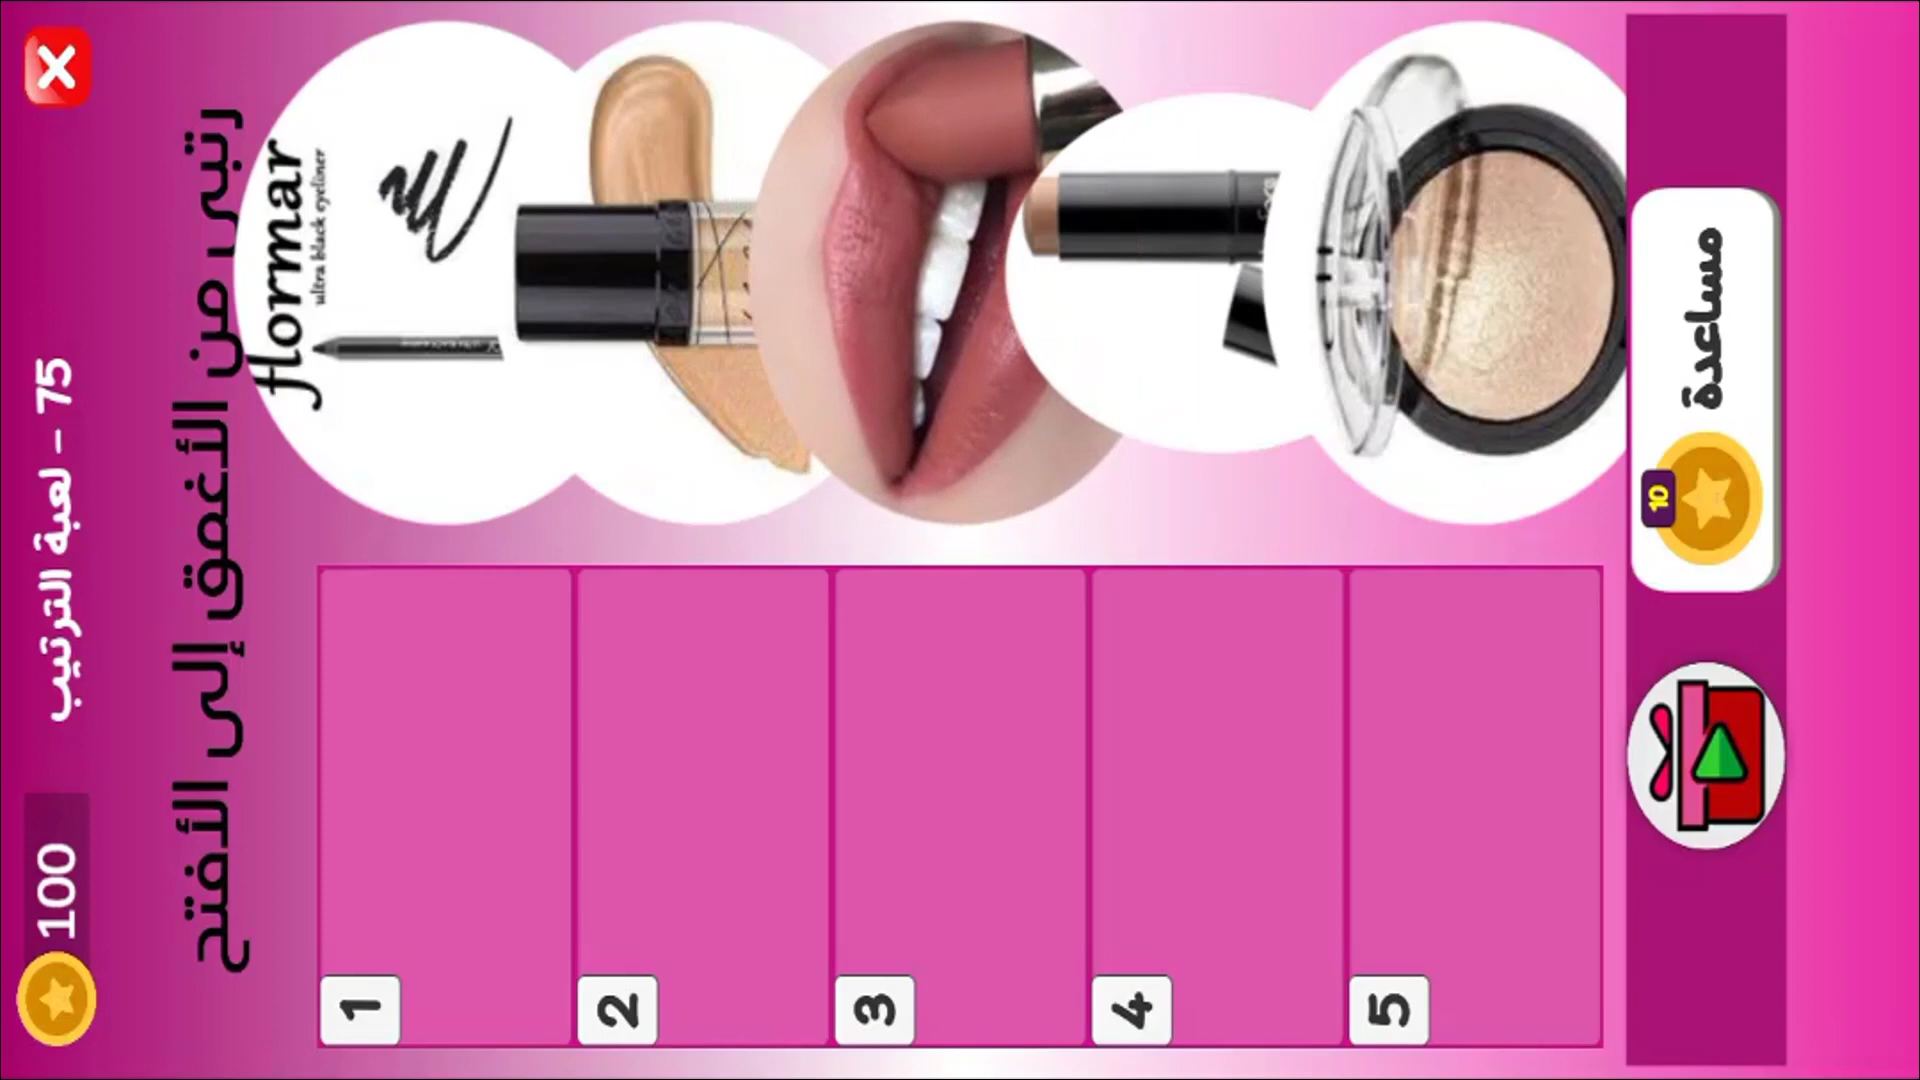 100
75 - لعبة الترتيب
رتبي من الأغمق إلى الأفتح
flormar
ultra black eyeliner
1
2
3
4
5
10
مساعدة